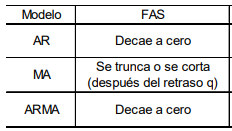 Modelo FAS
AR Decae a cero
MA Se trunca o se corta
(después del retraso q)
ARMA Decae a cero